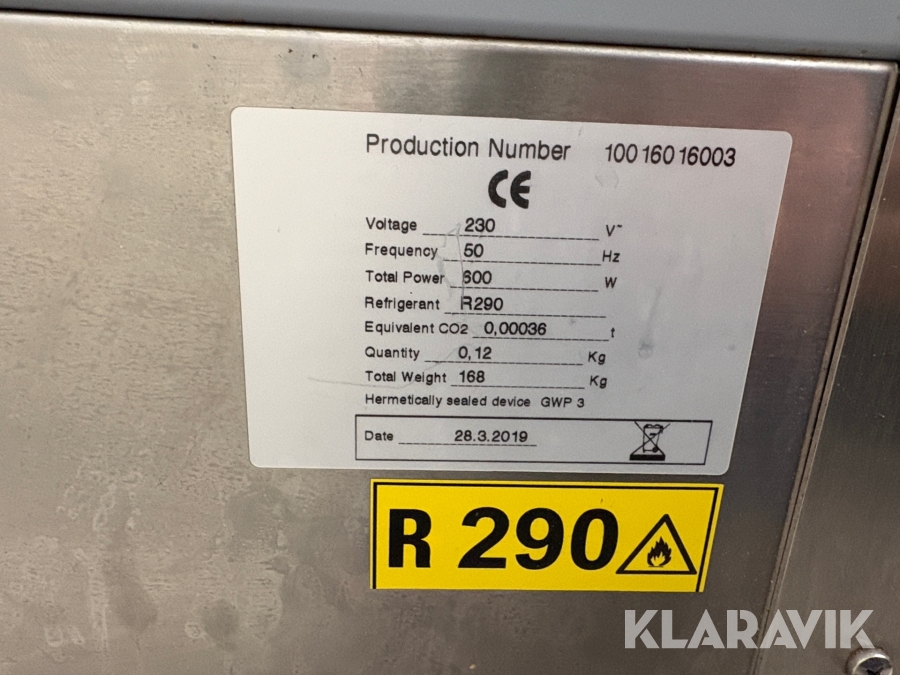 Production Number 100 160 16003
CE
Voltage 230 V~
Frequency 50 Hz
Total Power 600 W
Refrigerant R290
Equivalent CO2 0,00036 t
Quantity 0,12 Kg
Total Weight 168 Kg
Hermetically sealed device GWP 3
Date 28.3.2019
R 290
KLARAVIK